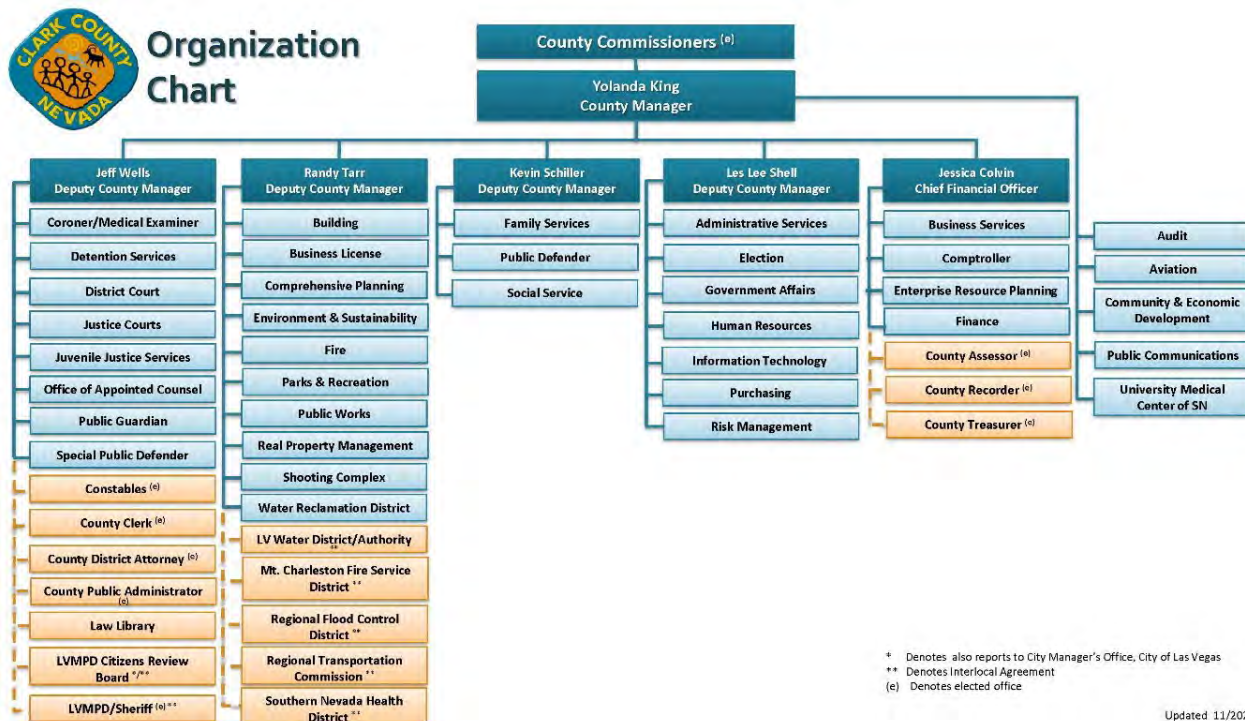 CLARK COUNTY
NEVADA
Organization
Chart
County Commissioners (e)
Yolanda King
County Manager
Jeff Wells
Deputy County Manager
Coroner/Medical Examiner
Detention Services
District Court
Justice Courts
Juvenile Justice Services
Office of Appointed Counsel
Public Guardian
Special Public Defender
Constables (e)
County Clerk (e)
County District Attorney (e)
County Public Administrator
(e)
Law Library
LVMPD Citizens Review
Board */**
LVMPD/Sheriff (e) **
Randy Tarr
Deputy County Manager
Building
Business License
Comprehensive Planning
Environment & Sustainability
Fire
Parks & Recreation
Public Works
Real Property Management
Shooting Complex
Water Reclamation District
LV Water District/Authority
**
Mt. Charleston Fire Service
District **
Regional Flood Control
District **
Regional Transportation
Commission **
Southern Nevada Health
District **
Kevin Schiller
Deputy County Manager
Family Services
Public Defender
Social Service
Les Lee Shell
Deputy County Manager
Administrative Services
Election
Government Affairs
Human Resources
Information Technology
Purchasing
Risk Management
Jessica Colvin
Chief Financial Officer
Business Services
Comptroller
Enterprise Resource Planning
Finance
County Assessor (e)
County Recorder (e)
County Treasurer (e)
Audit
Aviation
Community & Economic
Development
Public Communications
University Medical
Center of SN
* Denotes also reports to City Manager's Office, City of Las Vegas
** Denotes Interlocal Agreement
(e) Denotes elected office
Updated 11/202